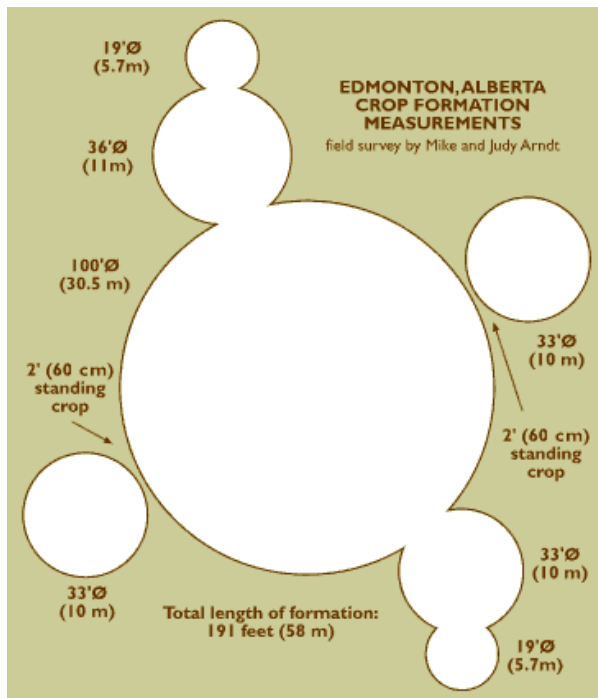 19'Ø
(5.7m)
EDMONTON, ALBERTA
CROP FORMATION
MEASUREMENTS
field survey by Mike and Judy Arndt
36'Ø
(11m)
100'Ø
(30.5 m)
33'Ø
(10 m)
2' (60 cm)
standing
crop
2' (60 cm)
standing
crop
33'Ø
(10 m)
33'Ø
(10 m)
Total length of formation:
191 feet (58 m)
19'Ø
(5.7m)